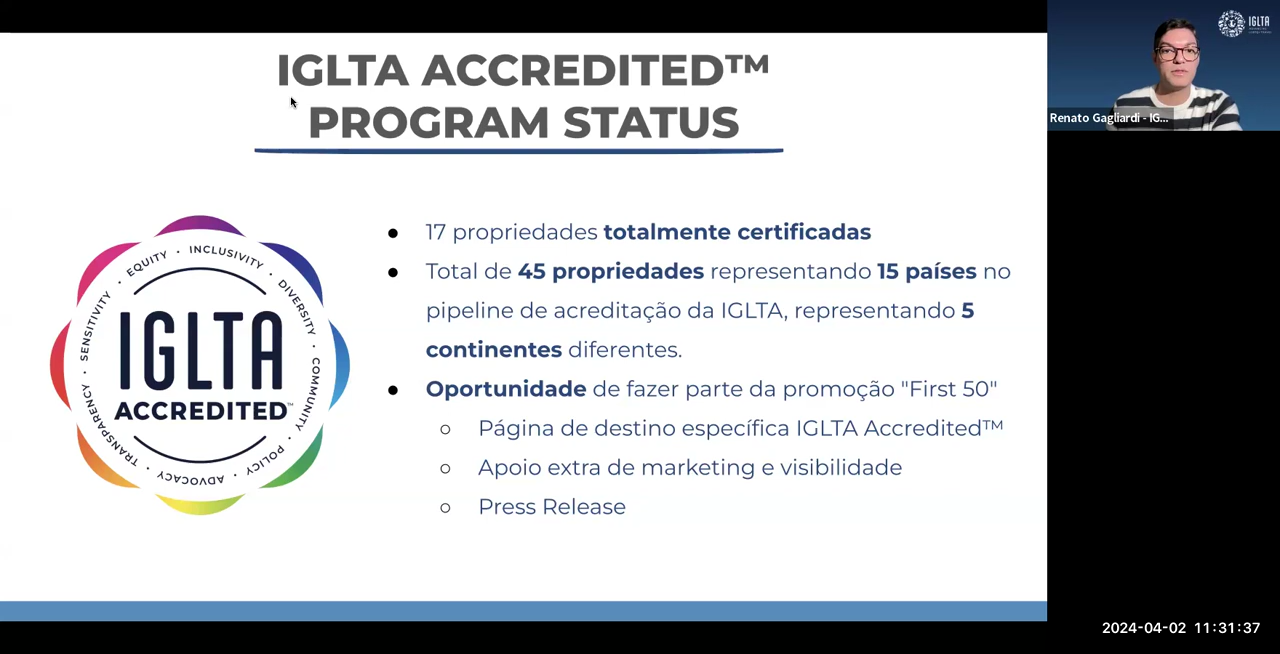 IGLTA ACCREDITED™
PROGRAM STATUS
EQUITY · INCLUSIVITY · DIVERSITY · COMMUNITY · POLICY · ADVOCACY · TRANSPARENCY · SENSITIVITY ·
IGLTA
ACCREDITED™
● 17 propriedades totalmente certificadas
● Total de 45 propriedades representando 15 países no
pipeline de acreditação da IGLTA, representando 5
continentes diferentes.
● Oportunidade de fazer parte da promoção "First 50"
○ Página de destino específica IGLTA Accredited™
○ Apoio extra de marketing e visibilidade
○ Press Release
IGLTA
Renato Gagliardi - IG...
2024-04-02 11:31:37